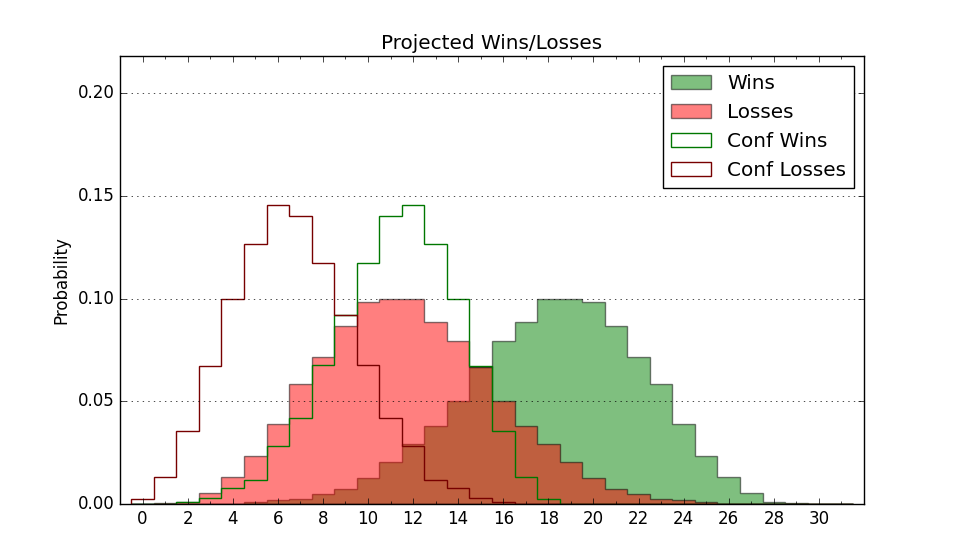 Projected Wins/Losses
Wins
Losses
Conf Wins
Conf Losses
Probability
0.20
0.15
0.10
0.05
0.00
0 2 4 6 8 10 12 14 16 18 20 22 24 26 28 30